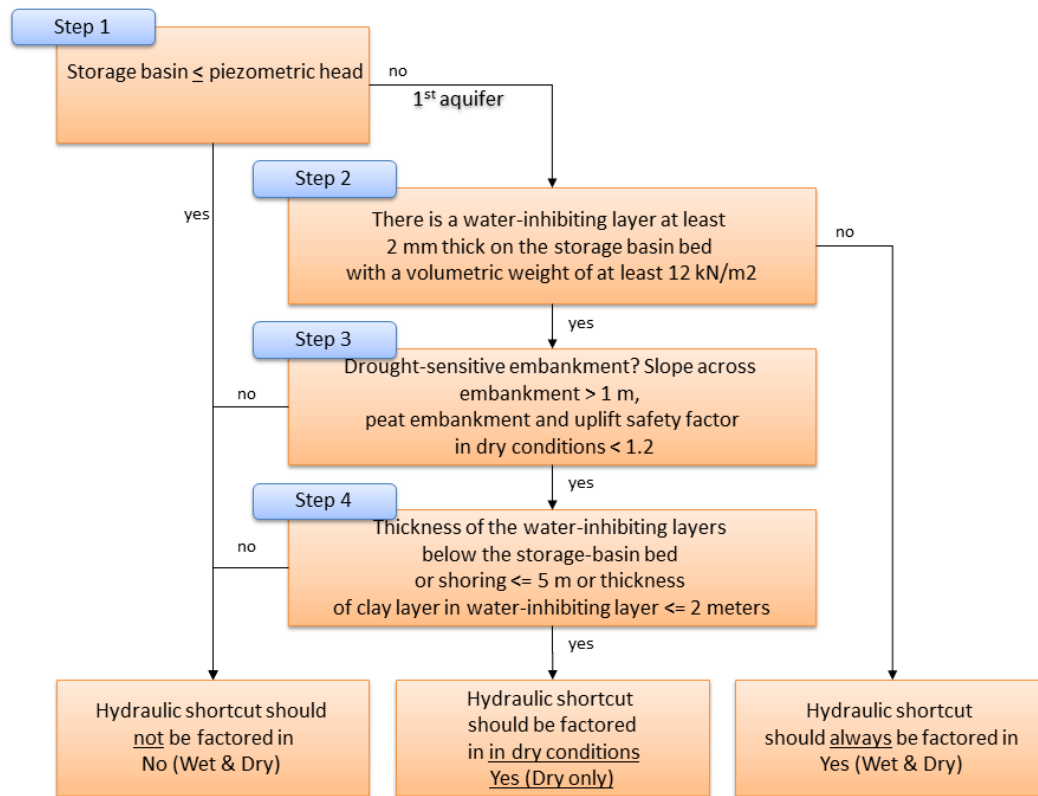 Step 1
Storage basin ≤ piezometric head
no
1st aquifer
Step 2
yes
There is a water-inhibiting layer at least
2 mm thick on the storage basin bed
with a volumetric weight of at least 12 kN/m2
no
yes
Step 3
Drought-sensitive embankment? Slope across
embankment > 1 m,
peat embankment and uplift safety factor
in dry conditions < 1.2
no
yes
Step 4
Thickness of the water-inhibiting layers
below the storage-basin bed
or shoring <= 5 m or thickness
of clay layer in water-inhibiting layer <= 2 meters
no
yes
Hydraulic shortcut should
not be factored in
No (Wet & Dry)
Hydraulic shortcut
should be factored
in in dry conditions
Yes (Dry only)
Hydraulic shortcut
should always be factored in
Yes (Wet & Dry)